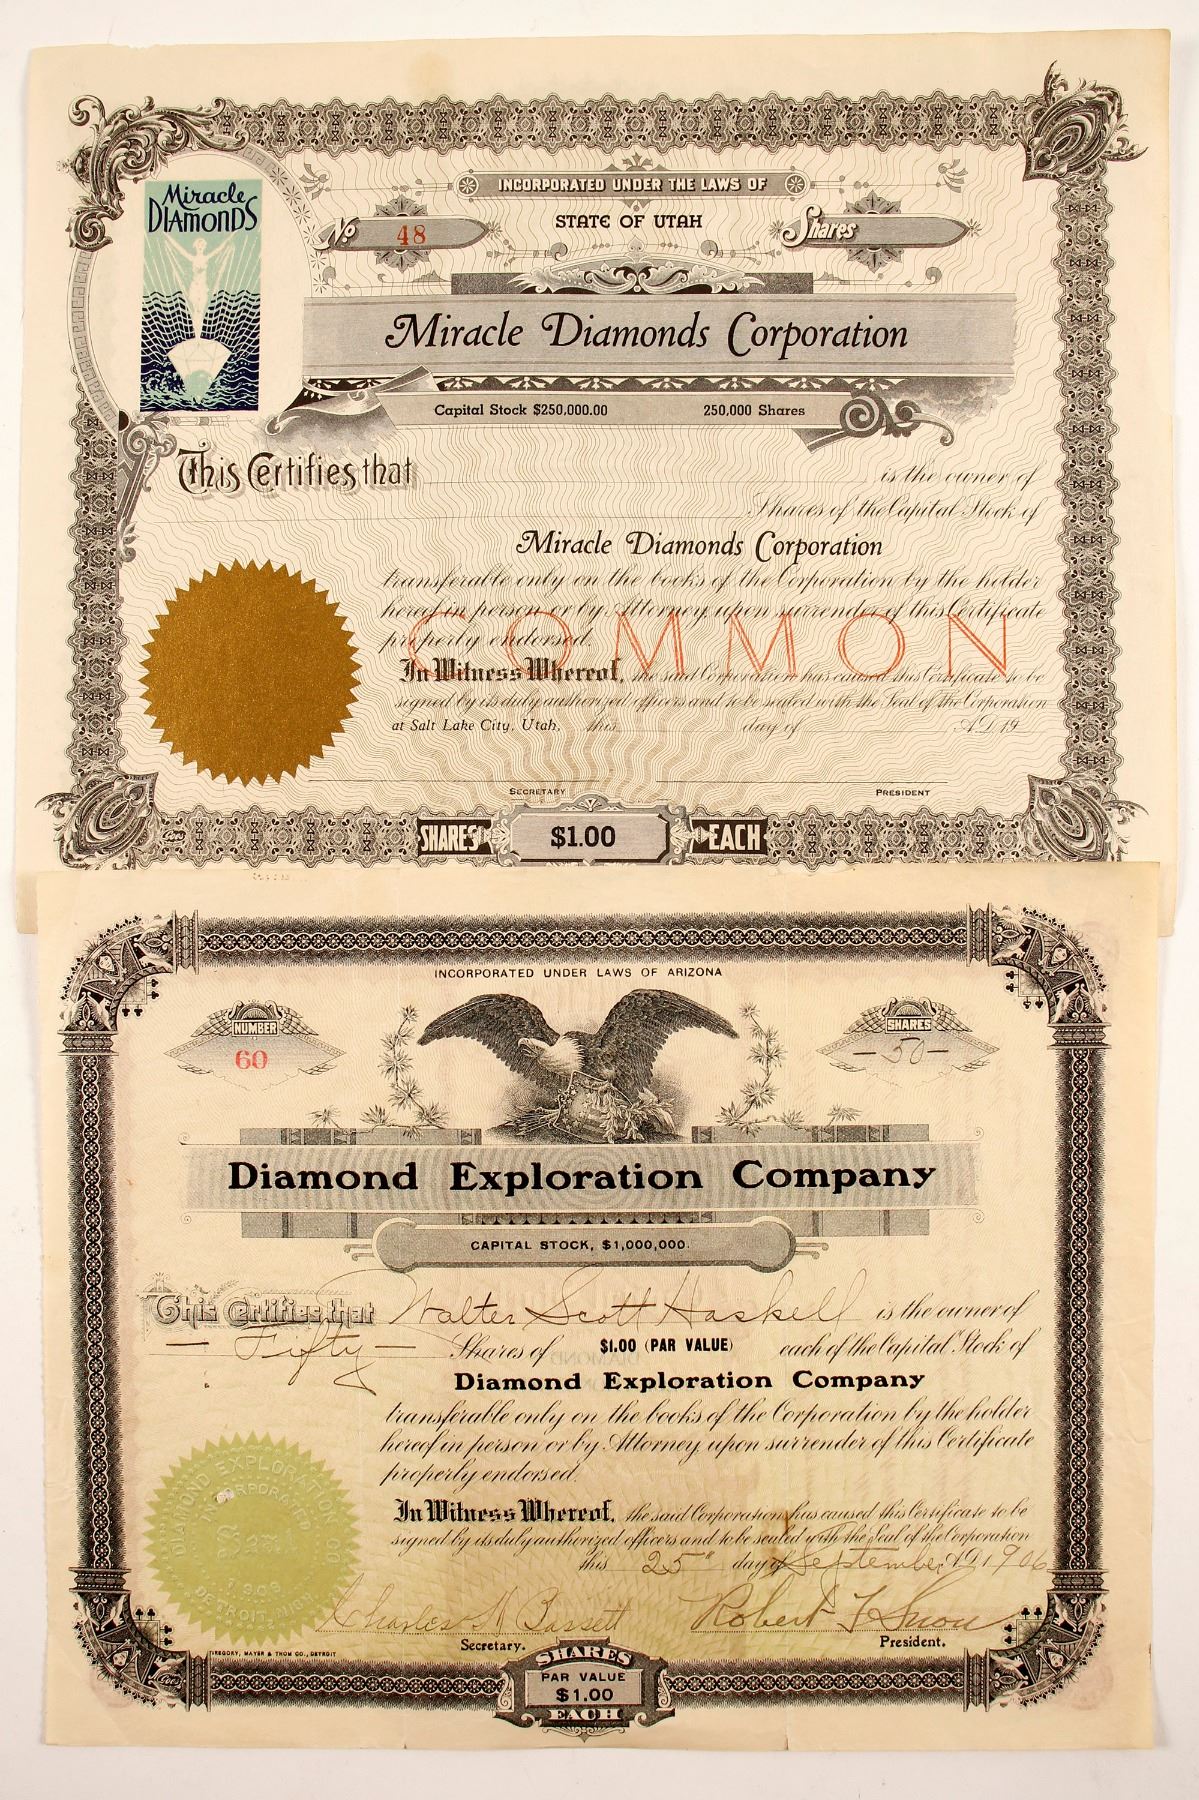 INCORPORATED UNDER THE LAWS OF
Miracle
DIAMONDS
No 48
STATE OF UTAH
Shares
Miracle Diamonds Corporation
Capital Stock $250,000.00 250,000 Shares
This Certifies that is the owner of
Shares of the Capital Stock of
Miracle Diamonds Corporation
transferable only on the books of the Corporation by the holder
hereof in person or by Attorney, upon surrender of this Certificate
properly endorsed.
COMMON
In Witness Whereof, the said Corporation has caused this Certificate to be
signed by its duly authorized officers and to be sealed with the Seal of the Corporation
at Salt Lake City, Utah, this day of A.D. 19
SECRETARY PRESIDENT
SHARES $1.00 EACH
INCORPORATED UNDER LAWS OF ARIZONA
NUMBER
60
SHARES
-50-
Diamond Exploration Company
CAPITAL STOCK, $1,000,000.
This Certifies that Walter Scott Haskell is the owner of
- Fifty - Shares of $1.00 (PAR VALUE) each of the Capital Stock of
Diamond Exploration Company
transferable only on the books of the Corporation by the holder
hereof in person or by Attorney, upon surrender of this Certificate
properly endorsed.
In Witness Whereof, the said Corporation has caused this Certificate to be
signed by its duly authorized officers and to be sealed with the Seal of the Corporation
this 25" day of September A.D. 1906
DIAMOND EXPLORATION CO
INCORPORATED
DETROIT, MICH
Charles H Bassett Robert F Snow
Secretary. President.
GREGORY, MAYER & THOM CO., DETROIT
SHARES
PAR VALUE
$1.00
EACH